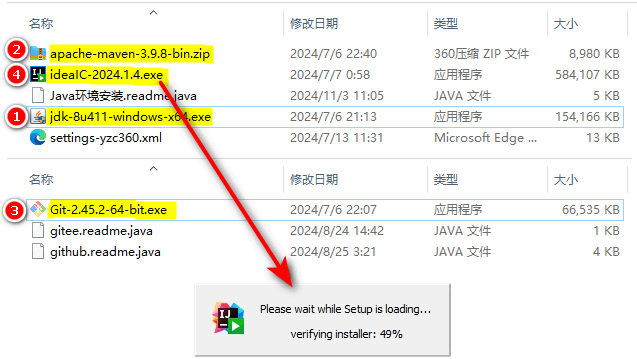 名称 修改日期 类型 大小
2 apache-maven-3.9.8-bin.zip 2024/7/6 22:40 360压缩 ZIP 文件 8,980 KB
4 ideaIC-2024.1.4.exe 2024/7/7 0:58 应用程序 584,107 KB
Java环境安装.readme.java 2024/11/3 11:05 JAVA 文件 5 KB
1 jdk-8u411-windows-x64.exe 2024/7/6 21:13 应用程序 154,166 KB
settings-yzc360.xml 2024/7/13 11:31 Microsoft Edge ... 13 KB
名称 修改日期 类型 大小
3 Git-2.45.2-64-bit.exe 2024/7/6 22:07 应用程序 66,535 KB
gitee.readme.java 2024/8/24 14:42 JAVA 文件 1 KB
github.readme.java 2024/8/25 3:21 JAVA 文件 4 KB
IJ
Please wait while Setup is loading...
verifying installer: 49%